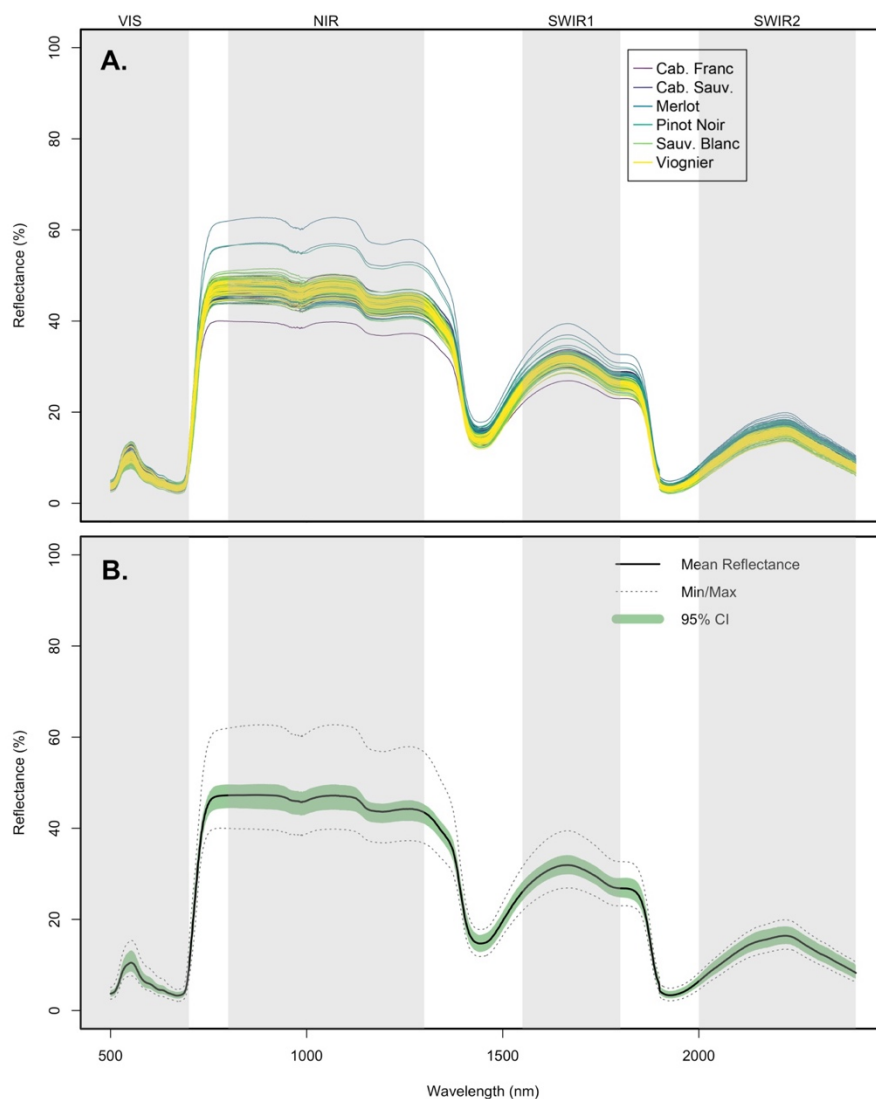 VIS NIR SWIR1 SWIR2
A.
100
80
60
40
20
0
Reflectance (%)
Cab. Franc
Cab. Sauv.
Merlot
Pinot Noir
Sauv. Blanc
Viognier
B.
100
80
60
40
20
0
Reflectance (%)
Mean Reflectance
Min/Max
95% CI
500 1000 1500 2000
Wavelength (nm)